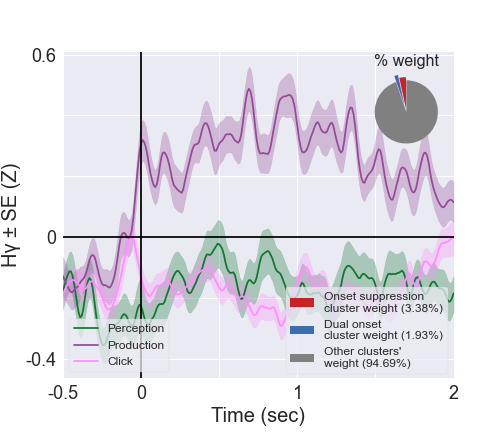 % weight
0.6
0
-0.4
Hγ ± SE (Z)
Perception
Production
Click
Onset suppression
cluster weight (3.38%)
Dual onset
cluster weight (1.93%)
Other clusters'
weight (94.69%)
-0.5
0
1
2
Time (sec)